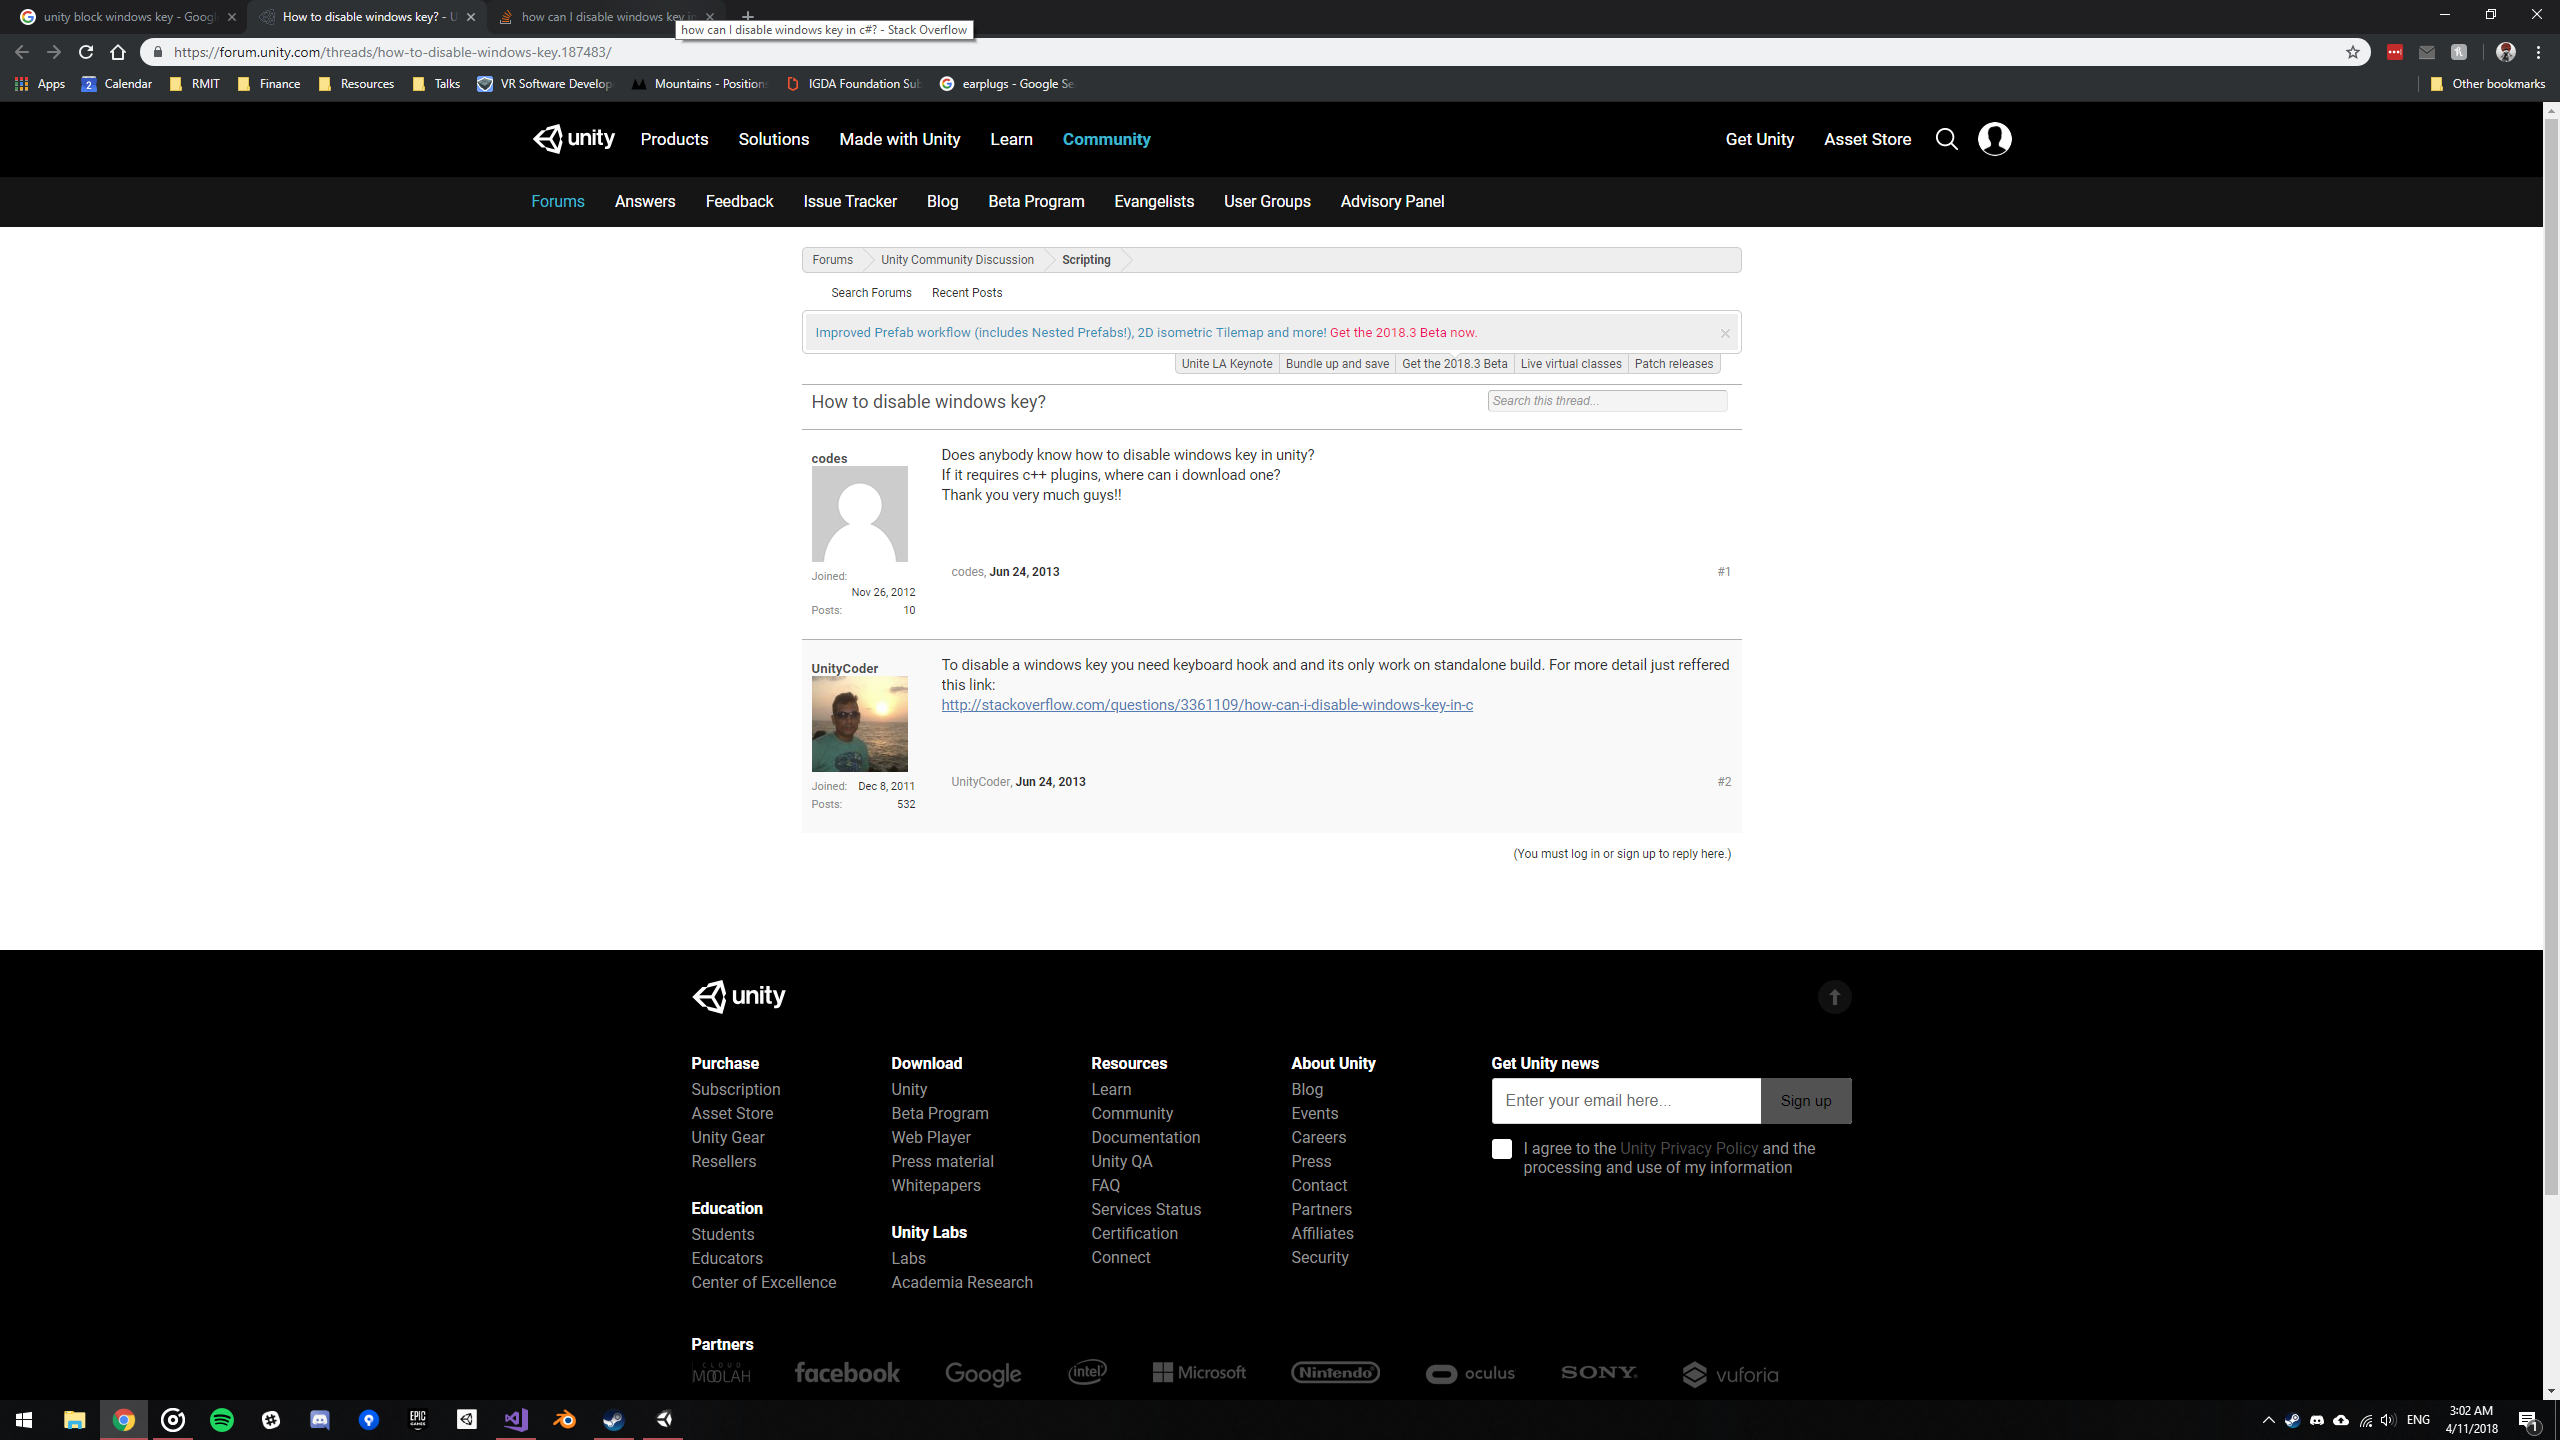 unity block windows key - Goog
How to disable windows key? - U
how can I disable windows key in
how can I disable windows key in c#? - Stack Overflow
https://forum.unity.com/threads/how-to-disable-windows-key.187483/
Apps
2 Calendar
RMIT
Finance
Resources
Talks
VR Software Develop
Mountains - Position
IGDA Foundation Su
earplugs - Google Se
Other bookmarks
unity Products Solutions Made with Unity Learn Community
Get Unity Asset Store
Forums Answers Feedback Issue Tracker Blog Beta Program Evangelists User Groups Advisory Panel
Forums Unity Community Discussion Scripting
Search Forums Recent Posts
Improved Prefab workflow (includes Nested Prefabs!), 2D isometric Tilemap and more! Get the 2018.3 Beta now.
Unite LA Keynote Bundle up and save Get the 2018.3 Beta Live virtual classes Patch releases
How to disable windows key?
Search this thread...
codes
Joined:
Nov 26, 2012
Posts: 10
Does anybody know how to disable windows key in unity?
If it requires c++ plugins, where can i download one?
Thank you very much guys!!
codes, Jun 24, 2013 #1
UnityCoder
Joined: Dec 8, 2011
Posts: 532
To disable a windows key you need keyboard hook and and its only work on standalone build. For more detail just reffered
this link:
http://stackoverflow.com/questions/3361109/how-can-i-disable-windows-key-in-c
UnityCoder, Jun 24, 2013 #2
(You must log in or sign up to reply here.)
unity
Purchase
Subscription
Asset Store
Unity Gear
Resellers
Education
Students
Educators
Center of Excellence
Download
Unity
Beta Program
Web Player
Press material
Whitepapers
Unity Labs
Labs
Academia Research
Resources
Learn
Community
Documentation
Unity QA
FAQ
Services Status
Certification
Connect
About Unity
Blog
Events
Careers
Press
Contact
Partners
Affiliates
Security
Get Unity news
Enter your email here... Sign up
I agree to the Unity Privacy Policy and the
processing and use of my information
Partners
CLOUD
MOOLAH
facebook
Google
intel
Microsoft
Nintendo
oculus
SONY
vuforia
EPIC
GAMES
ENG
3:02 AM
4/11/2018
1